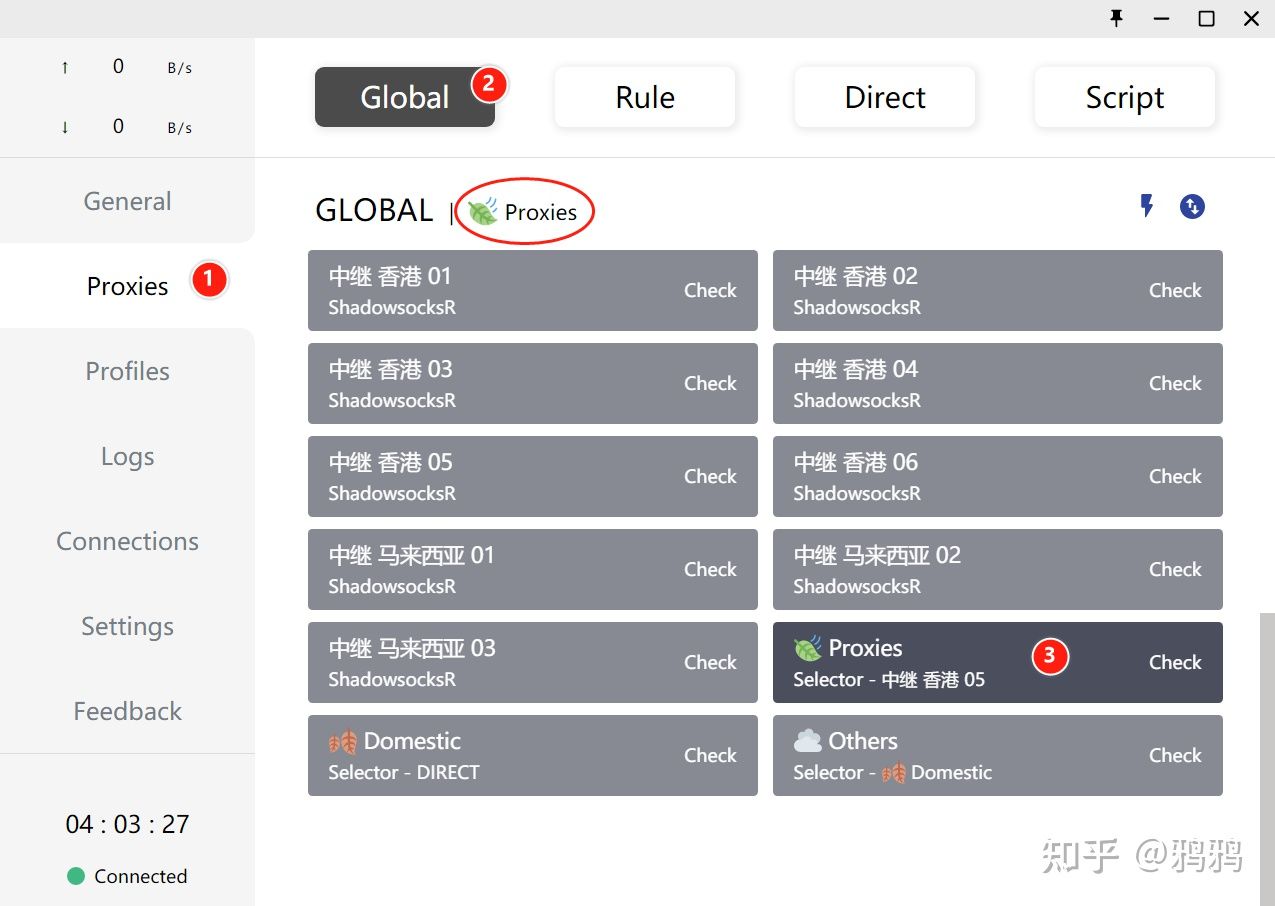 ↑ 0 B/s
↓ 0 B/s
General
Proxies 1
Profiles
Logs
Connections
Settings
Feedback
04 : 03 : 27
Connected
Global 2
Rule
Direct
Script
GLOBAL | Proxies
中继 香港 01
ShadowsocksR
Check
中继 香港 02
ShadowsocksR
Check
中继 香港 03
ShadowsocksR
Check
中继 香港 04
ShadowsocksR
Check
中继 香港 05
ShadowsocksR
Check
中继 香港 06
ShadowsocksR
Check
中继 马来西亚 01
ShadowsocksR
Check
中继 马来西亚 02
ShadowsocksR
Check
中继 马来西亚 03
ShadowsocksR
Check
Proxies
Selector - 中继 香港 05
3
Check
Domestic
Selector - DIRECT
Check
Others
Selector - Domestic
Check
知乎 @鸦鸦